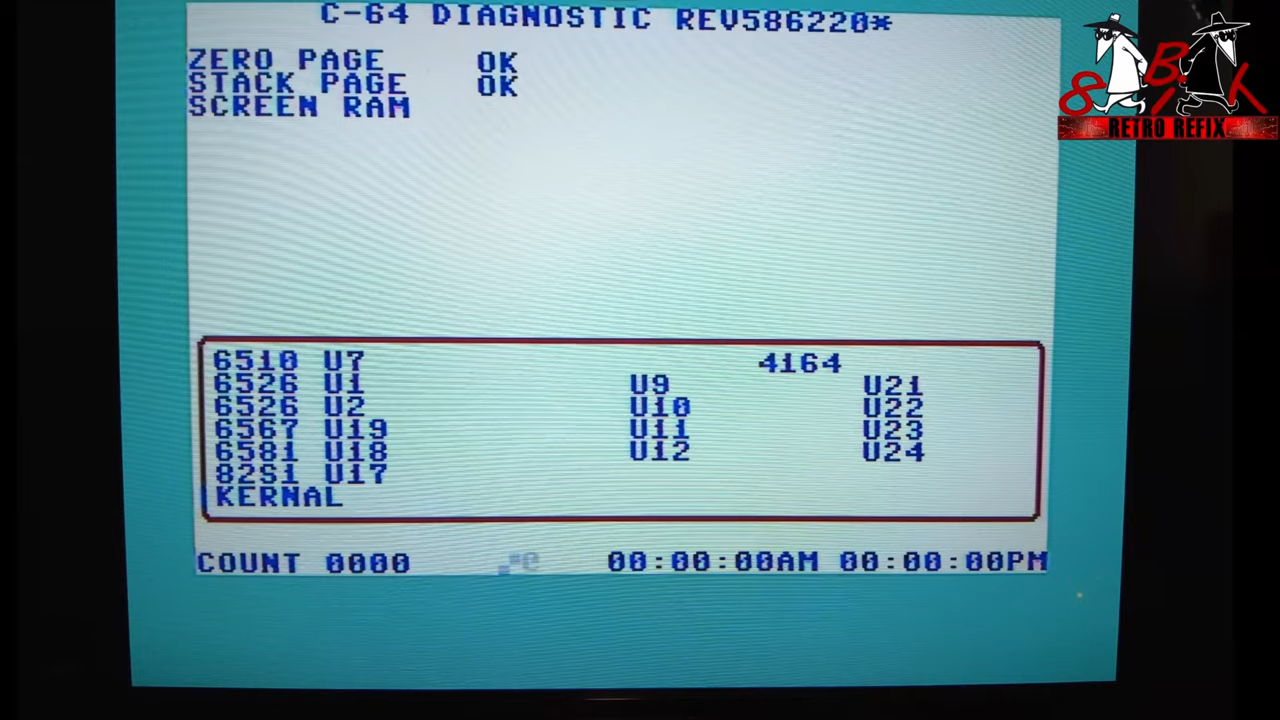 C-64 DIAGNOSTIC REV586220*
ZERO PAGE OK
STACK PAGE OK
SCREEN RAM
6510 U7 4164
6526 U1 U9 U21
6526 U2 U10 U22
6567 U19 U11 U23
6581 U18 U12 U24
82S1 U17
KERNAL
COUNT 0000 00:00:00AM 00:00:00PM
8 Bit
RETRO REFIX